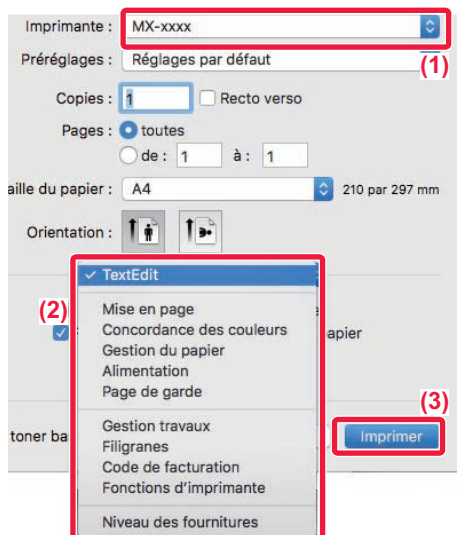 Imprimante : MX-xxxx
Préréglages : Réglages par défaut
(1)
Copies : 1 Recto verso
Pages : toutes
de : 1 à : 1
aille du papier : A4 210 par 297 mm
Orientation :
✓ TextEdit
(2)
Mise en page
Concordance des couleurs
apier
Gestion du papier
Alimentation
Page de garde
(3)
Gestion travaux
toner ba
Imprimer
Filigranes
Code de facturation
Fonctions d'imprimante
Niveau des fournitures